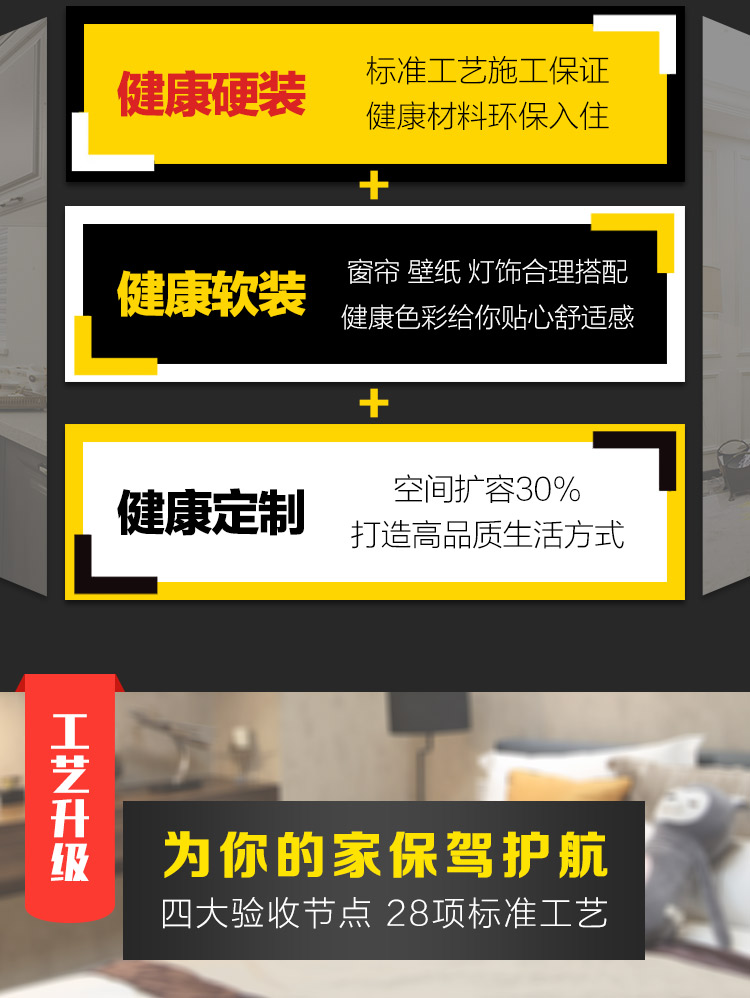 健康硬装
标准工艺施工保证
健康材料环保入住
+
健康软装
窗帘 壁纸 灯饰合理搭配
健康色彩给你贴心舒适感
+
健康定制
空间扩容30%
打造高品质生活方式
工艺升级
为你的家保驾护航
四大验收节点 28项标准工艺